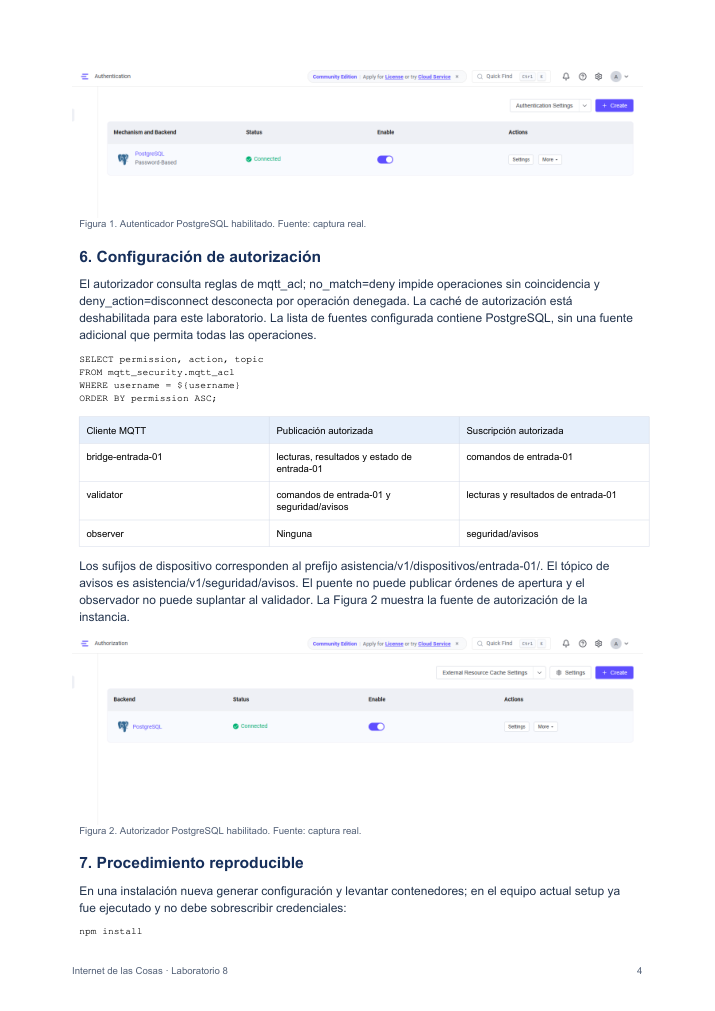 Authentication
Community Edition : Apply for License or try Cloud Service ×
Quick Find Ctrl K
A
Authentication Settings
+ Create
Mechanism and Backend Status Enable Actions
PostgreSQL
Password-Based
Connected
Settings More
Figura 1. Autenticador PostgreSQL habilitado. Fuente: captura real.
6. Configuración de autorización
El autorizador consulta reglas de mqtt_acl; no_match=deny impide operaciones sin coincidencia y
deny_action=disconnect desconecta por operación denegada. La caché de autorización está
deshabilitada para este laboratorio. La lista de fuentes configurada contiene PostgreSQL, sin una fuente
adicional que permita todas las operaciones.
SELECT permission, action, topic
FROM mqtt_security.mqtt_acl
WHERE username = ${username}
ORDER BY permission ASC;
Cliente MQTT Publicación autorizada Suscripción autorizada
bridge-entrada-01 lecturas, resultados y estado de comandos de entrada-01
entrada-01
validator comandos de entrada-01 y lecturas y resultados de entrada-01
seguridad/avisos
observer Ninguna seguridad/avisos
Los sufijos de dispositivo corresponden al prefijo asistencia/v1/dispositivos/entrada-01/. El tópico de
avisos es asistencia/v1/seguridad/avisos. El puente no puede publicar órdenes de apertura y el
observador no puede suplantar al validador. La Figura 2 muestra la fuente de autorización de la
instancia.
Authorization
Community Edition : Apply for License or try Cloud Service ×
Quick Find Ctrl K
A
External Resource Cache Settings
Settings
+ Create
Backend Status Enable Actions
PostgreSQL Connected Settings More
Figura 2. Autorizador PostgreSQL habilitado. Fuente: captura real.
7. Procedimiento reproducible
En una instalación nueva generar configuración y levantar contenedores; en el equipo actual setup ya
fue ejecutado y no debe sobrescribir credenciales:
npm install
Internet de las Cosas · Laboratorio 8 4